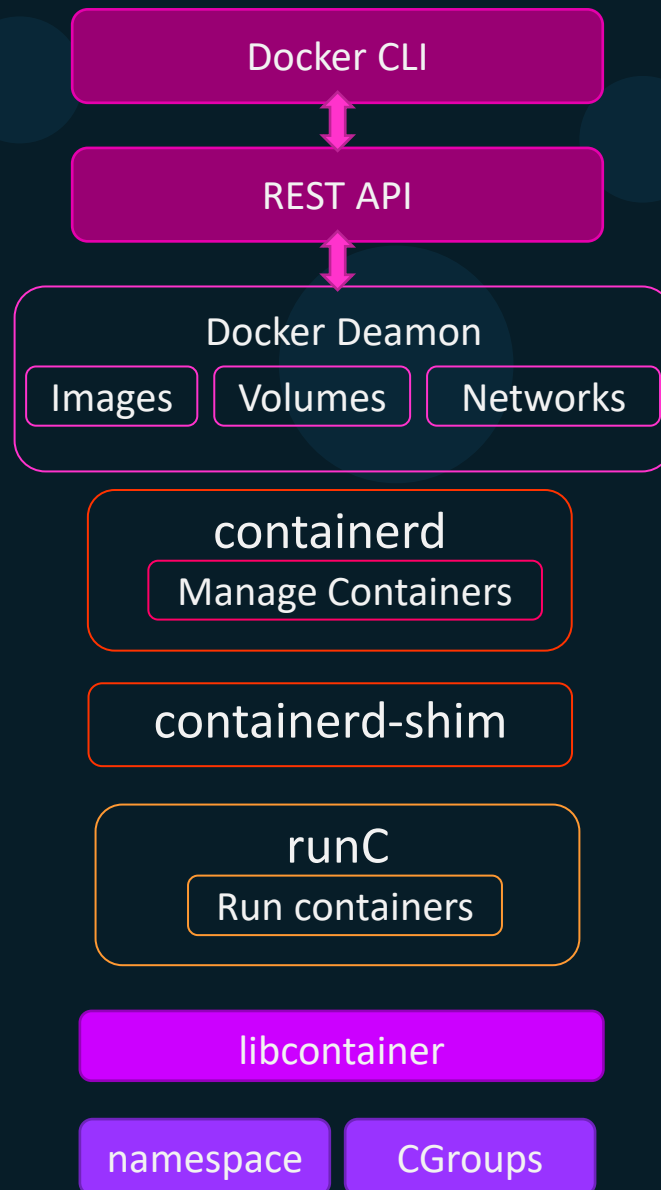 Docker CLI
REST API
Docker Deamon
Images Volumes Networks
containerd
Manage Containers
containerd-shim
runC
Run containers
libcontainer
namespace CGroups